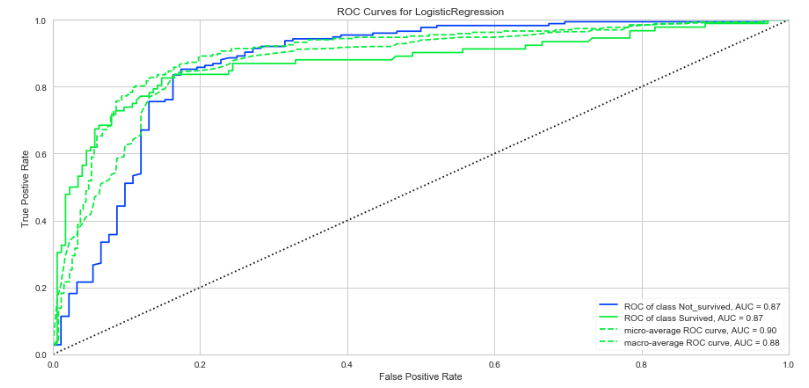 ROC Curves for LogisticRegression
True Positive Rate
1.0
0.8
0.6
0.4
0.2
0.0
ROC of class Not_survived, AUC = 0.87
ROC of class Survived, AUC = 0.87
micro-average ROC curve, AUC = 0.90
macro-average ROC curve, AUC = 0.88
0.0 0.2 0.4 0.6 0.8 1.0
False Positive Rate